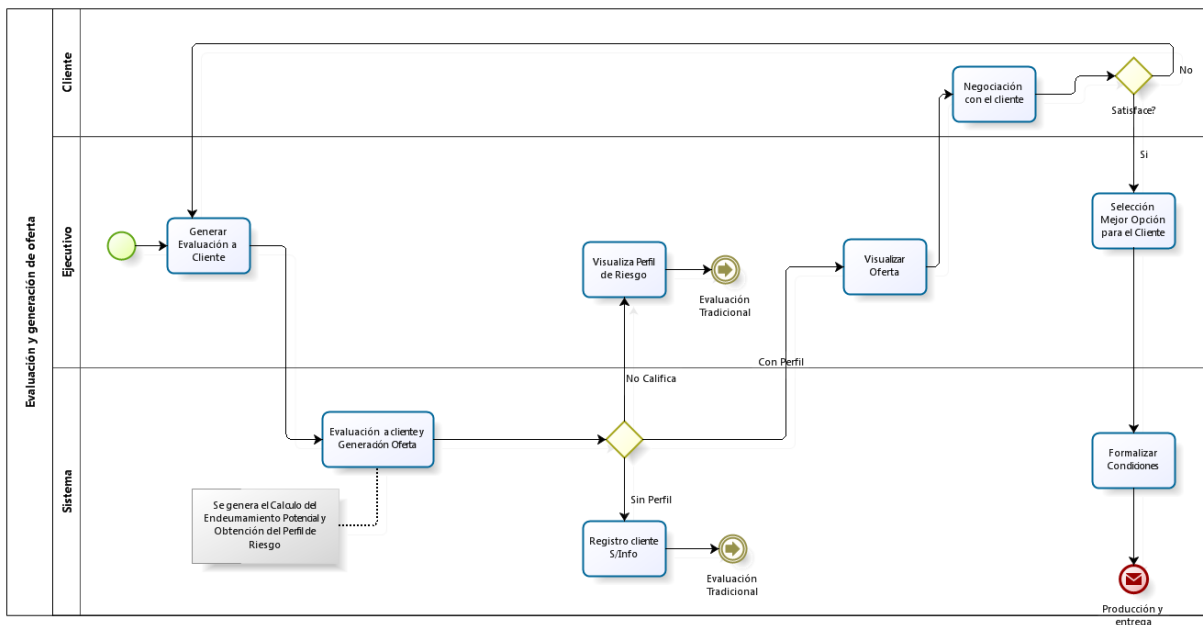 Evaluación y generación de oferta
Cliente
Negociación
con el cliente
No
Satisface?
Si
Ejecutivo
Generar
Evaluación a
Cliente
Visualiza Perfil
de Riesgo
Evaluación
Tradicional
Visualizar
Oferta
Selección
Mejor Opción
para el Cliente
Con Perfil
No Califica
Sistema
Evaluación a cliente y
Generación Oferta
Se genera el Calculo del
Endeumamiento Potencial y
Obtención del Perfil de
Riesgo
Sin Perfil
Registro cliente
S/Info
Evaluación
Tradicional
Formalizar
Condiciones
Producción y
entrega